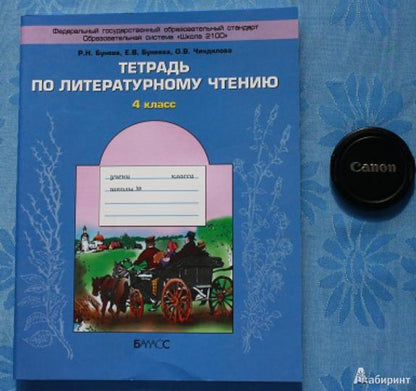 Федеральный государственный образовательный стандарт
Образовательная система «Школа 2100»
Р.Н. Бунеев, Е.В. Бунеева, О.В. Чиндилова
ТЕТРАДЬ
ПО ЛИТЕРАТУРНОМУ ЧТЕНИЮ
4 класс
учени класса
школы №
БАЛАСС
Canon
Лабиринт